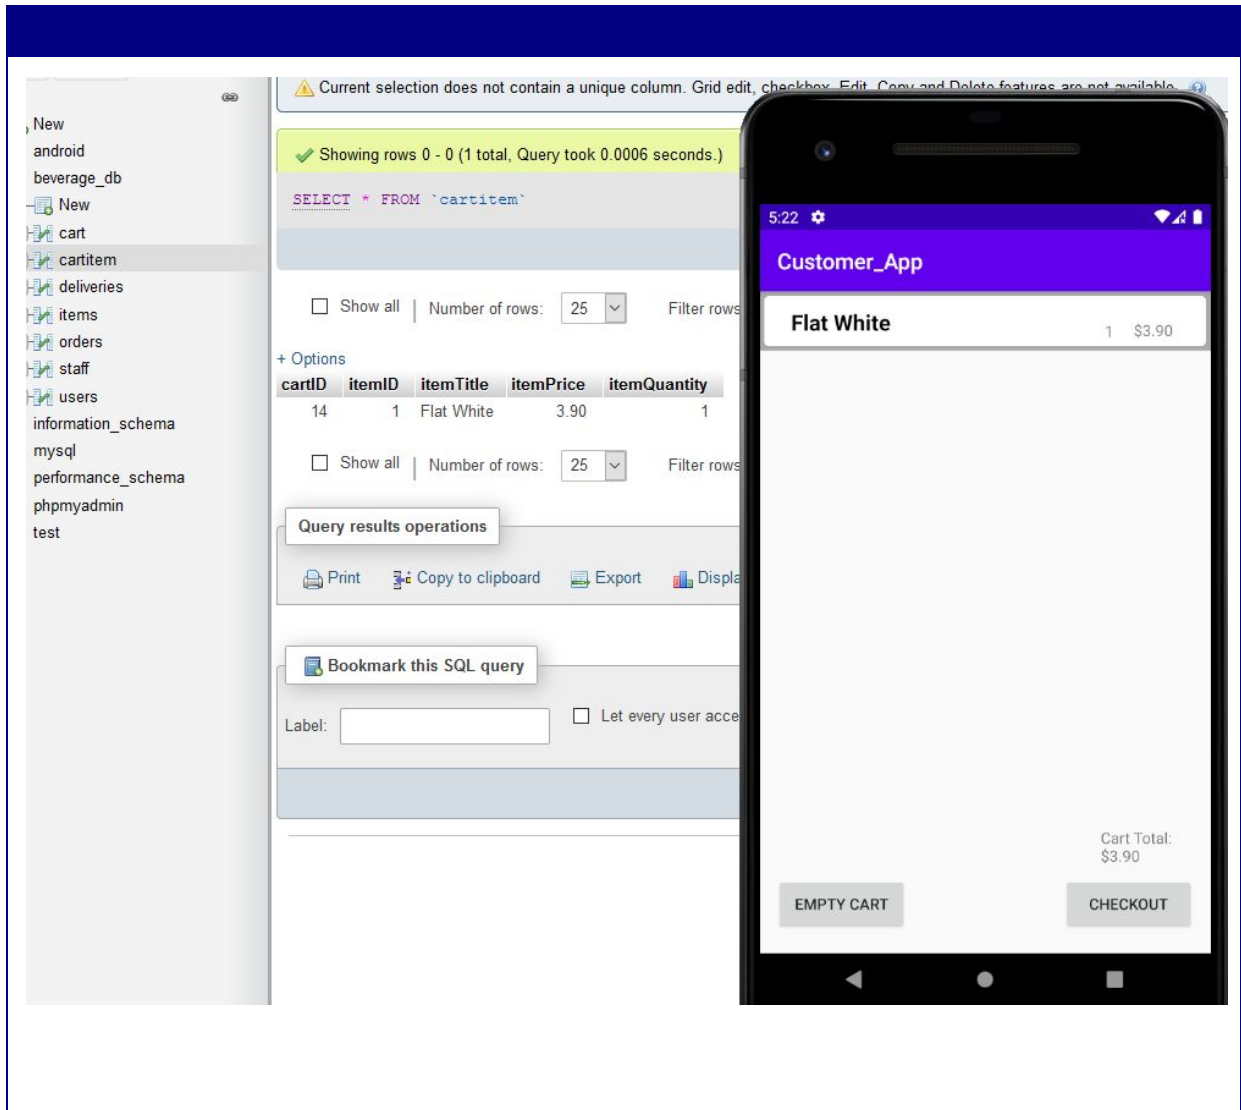 Current selection does not contain a unique column. Grid edit, checkbox, Edit, Copy and Delete features are not available.
New
android
beverage_db
New
cart
cartitem
deliveries
items
orders
staff
users
information_schema
mysql
performance_schema
phpmyadmin
test
Showing rows 0 - 0 (1 total, Query took 0.0006 seconds.)
SELECT * FROM `cartitem`
Show all | Number of rows: 25 Filter rows
+ Options
cartID itemID itemTitle itemPrice itemQuantity
14 1 Flat White 3.90 1
Show all | Number of rows: 25 Filter rows
Query results operations
Print Copy to clipboard Export Displa
Bookmark this SQL query
Label: Let every user acce
5:22
Customer_App
Flat White 1 $3.90
Cart Total:
$3.90
EMPTY CART CHECKOUT